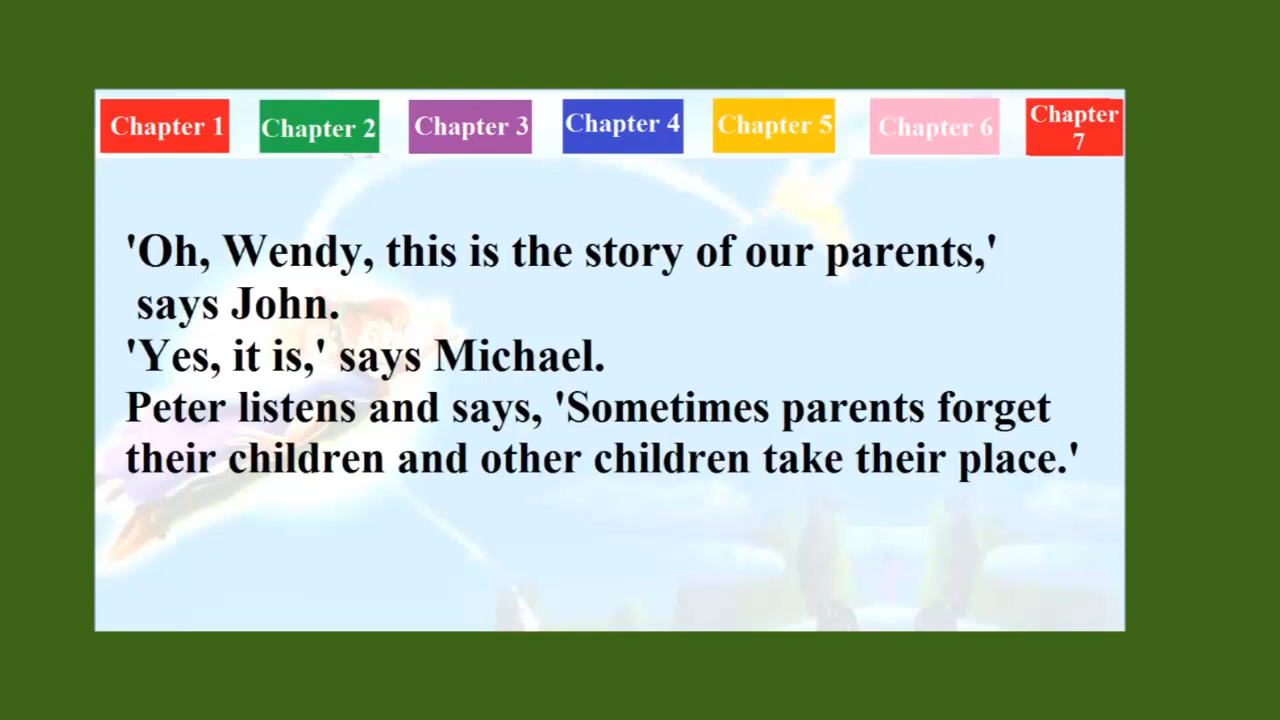 Chapter 1 Chapter 2 Chapter 3 Chapter 4 Chapter 5 Chapter 6 Chapter 7
'Oh, Wendy, this is the story of our parents,'
says John.
'Yes, it is,' says Michael.
Peter listens and says, 'Sometimes parents forget
their children and other children take their place.'